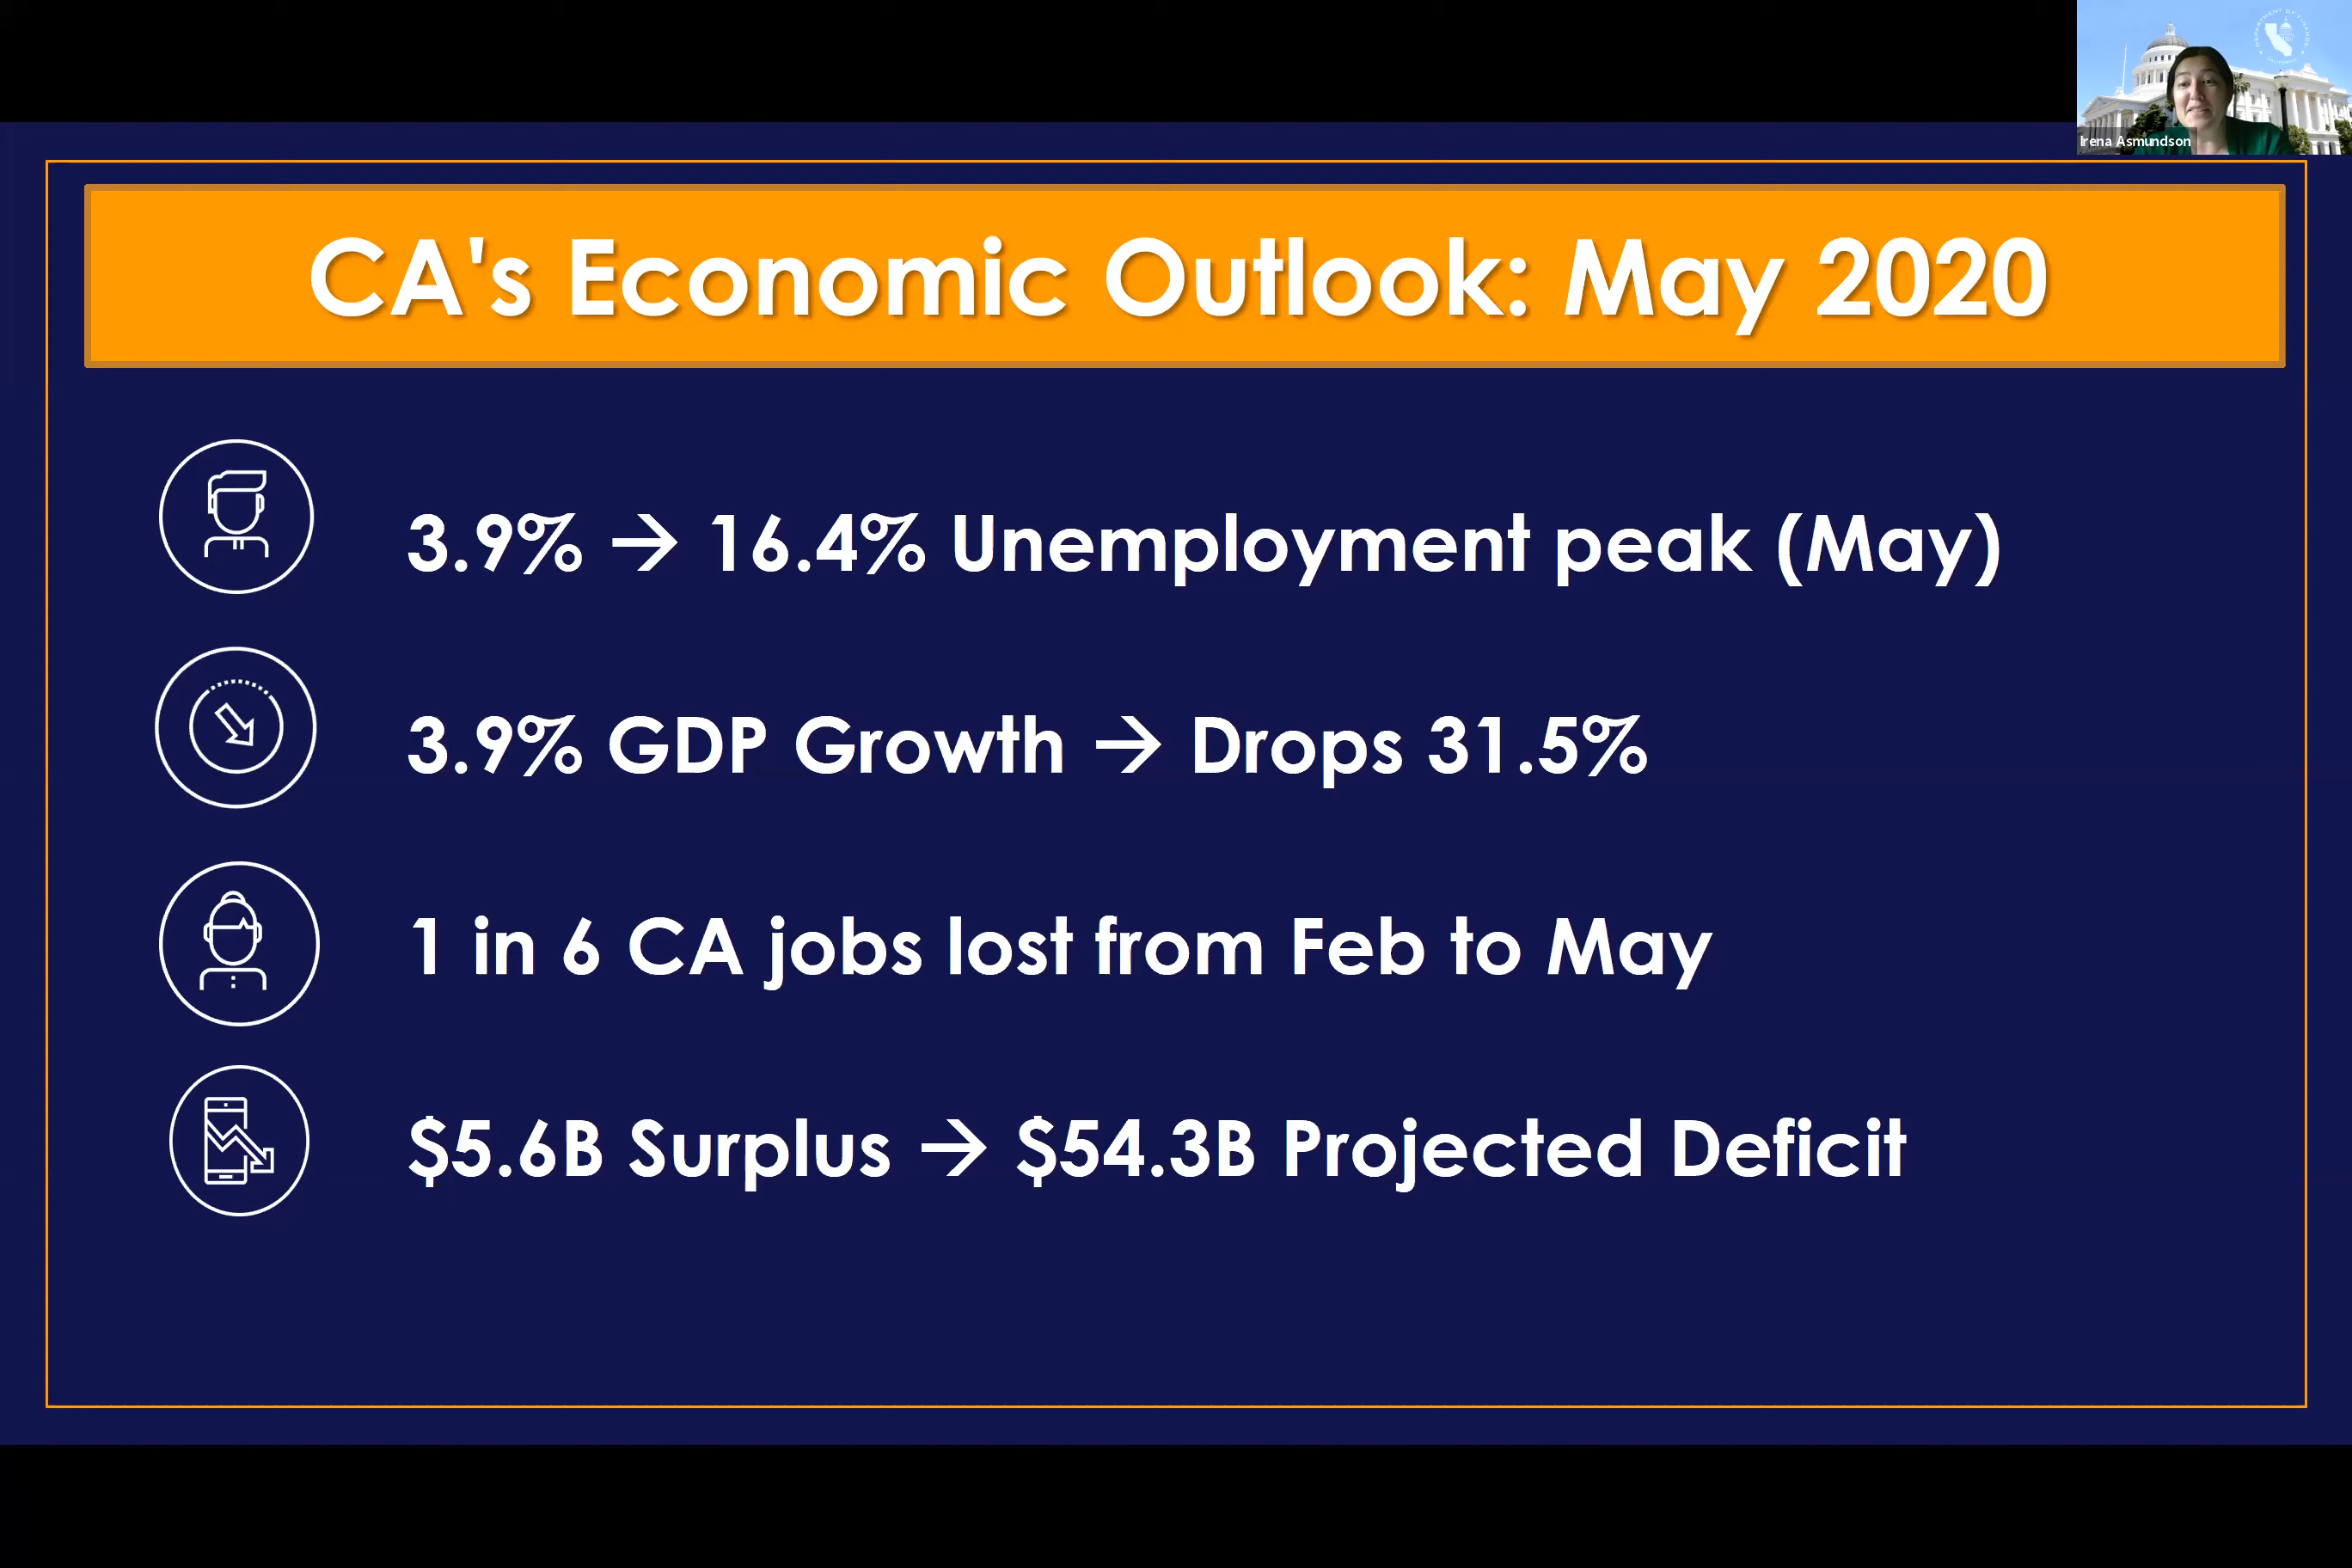 Irena Asmundson
CA's Economic Outlook: May 2020
3.9% → 16.4% Unemployment peak (May)
3.9% GDP Growth → Drops 31.5%
1 in 6 CA jobs lost from Feb to May
$5.6B Surplus → $54.3B Projected Deficit